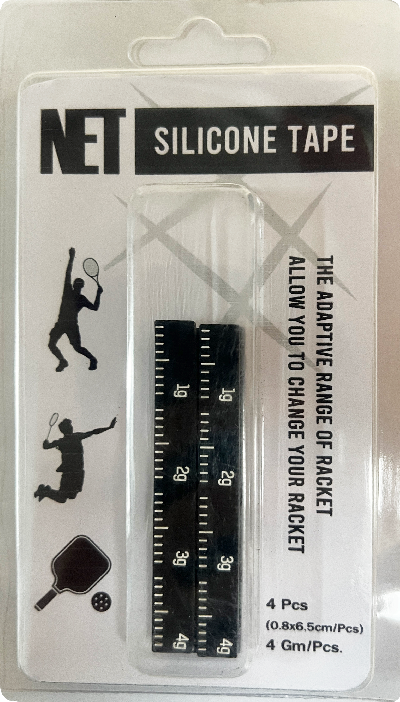 NET SILICONE TAPE
THE ADAPTIVE RANGE OF RACKET
ALLOW YOU TO CHANGE YOUR RACKET
1g
2g
3g
4g
1g
2g
3g
4g
4 Pcs
(0.8x6.5cm/Pcs)
4 Gm/Pcs.